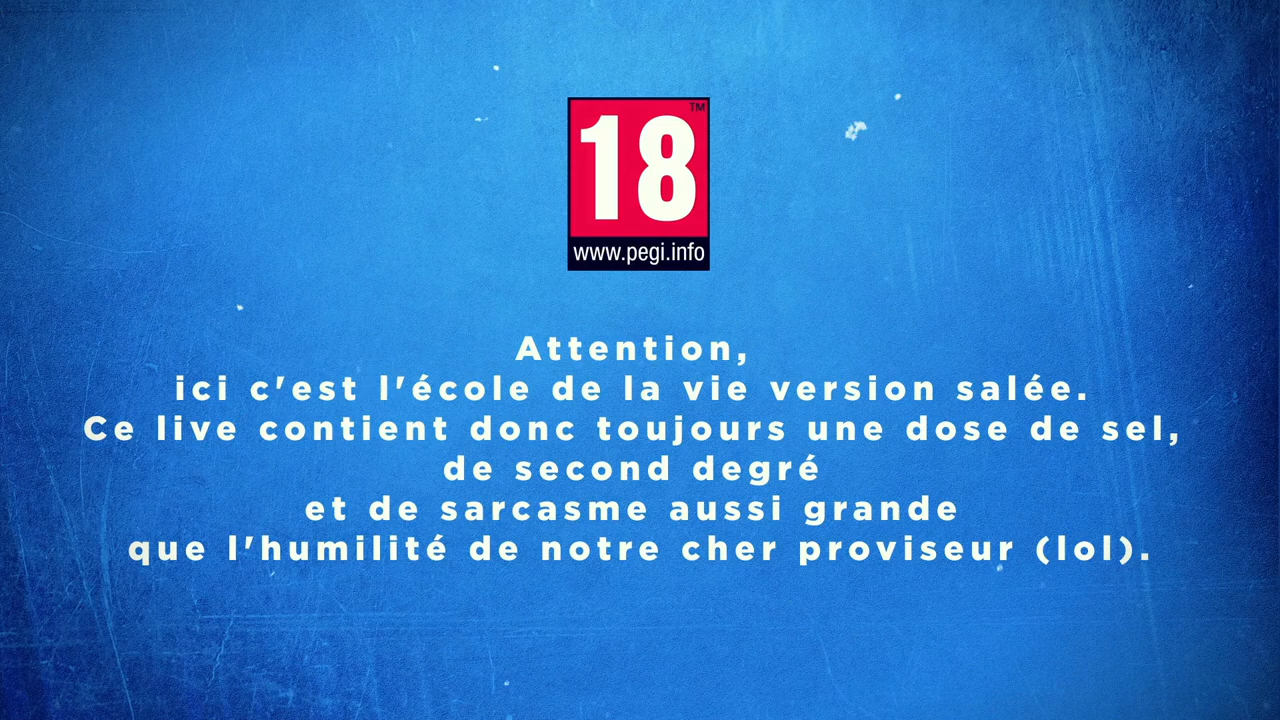 18
TM
www.pegi.info
Attention,
ici c'est l'école de la vie version salée.
Ce live contient donc toujours une dose de sel,
de second degré
et de sarcasme aussi grande
que l'humilité de notre cher proviseur (lol).